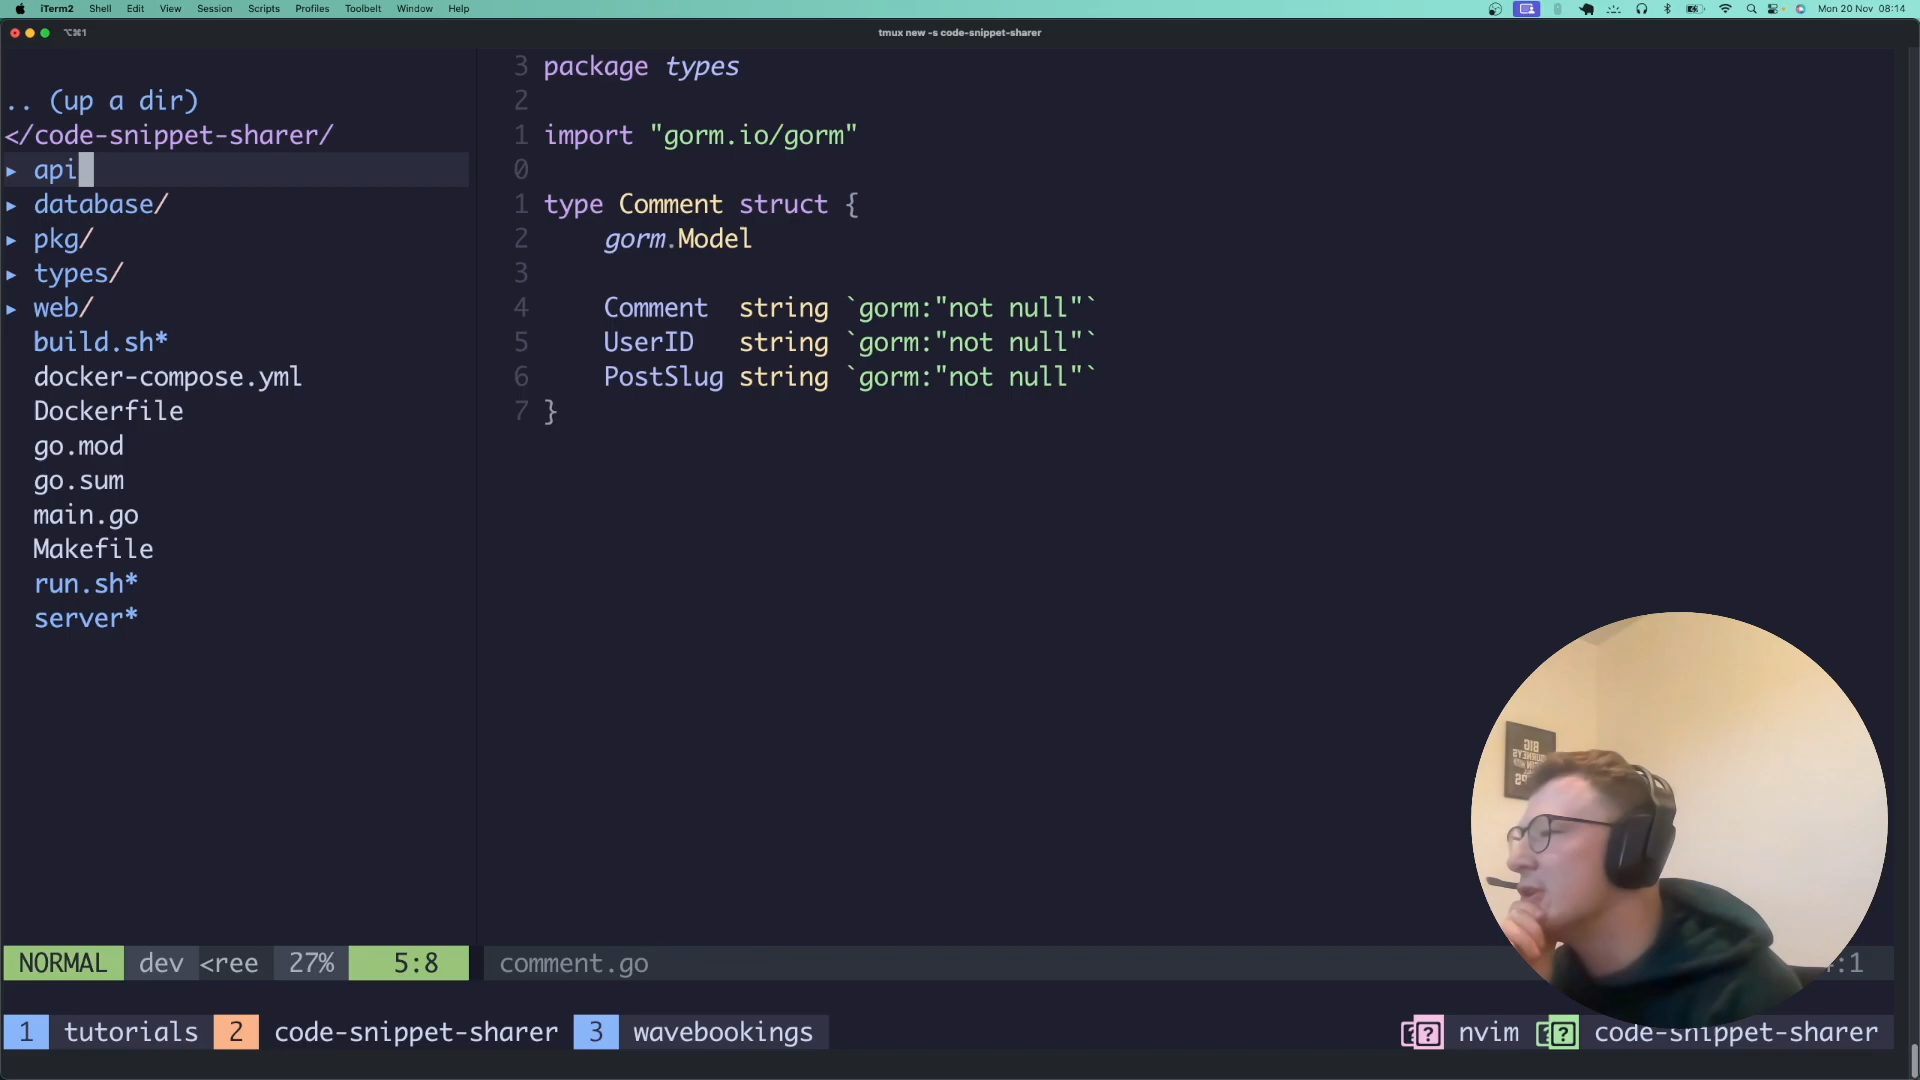 iTerm2 Shell Edit View Session Scripts Profiles Toolbelt Window Help
Mon 20 Nov 08:14
⌥⌘1
tmux new -s code-snippet-sharer
.. (up a dir)
</code-snippet-sharer/
▸ api
▸ database/
▸ pkg/
▸ types/
▸ web/
build.sh*
docker-compose.yml
Dockerfile
go.mod
go.sum
main.go
Makefile
run.sh*
server*
3 package types
2
1 import "gorm.io/gorm"
0
1 type Comment struct {
2 gorm.Model
3
4 Comment string `gorm:"not null"`
5 UserID string `gorm:"not null"`
6 PostSlug string `gorm:"not null"`
7 }
BIG
JOURNEYS
NORMAL dev <ree 27% 5:8
comment.go
:1
1 tutorials 2 code-snippet-sharer 3 wavebookings
nvim code-snippet-sharer